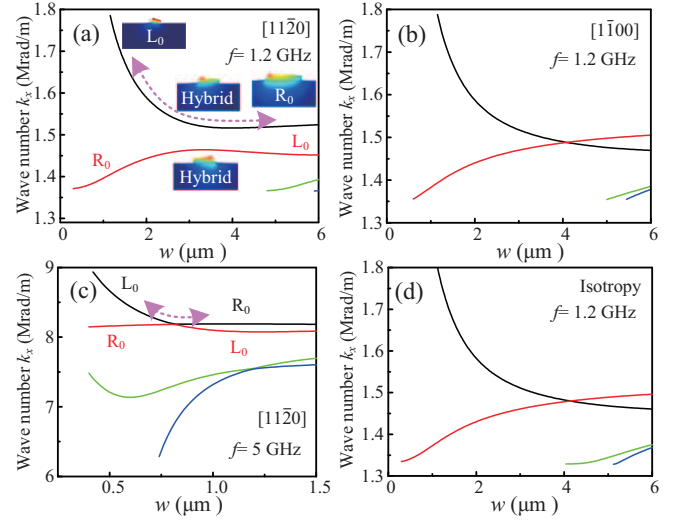 (a)
[112̄0]
f= 1.2 GHz
L₀
Hybrid
R₀
Hybrid
R₀
L₀
Wave number kₓ (Mrad/m)
1.8
1.7
1.6
1.5
1.4
1.3
0 2 4 6
w (μm)
(b)
[11̄00]
f= 1.2 GHz
Wave number kₓ (Mrad/m)
1.8
1.7
1.6
1.5
1.4
1.3
0 2 4 6
w (μm)
(c)
L₀
R₀
R₀
L₀
[112̄0]
f= 5 GHz
Wave number kₓ (Mrad/m)
9
8
7
6
0.5 1.0 1.5
w (μm)
(d)
Isotropy
f= 1.2 GHz
Wave number kₓ (Mrad/m)
1.8
1.7
1.6
1.5
1.4
1.3
0 2 4 6
w (μm)